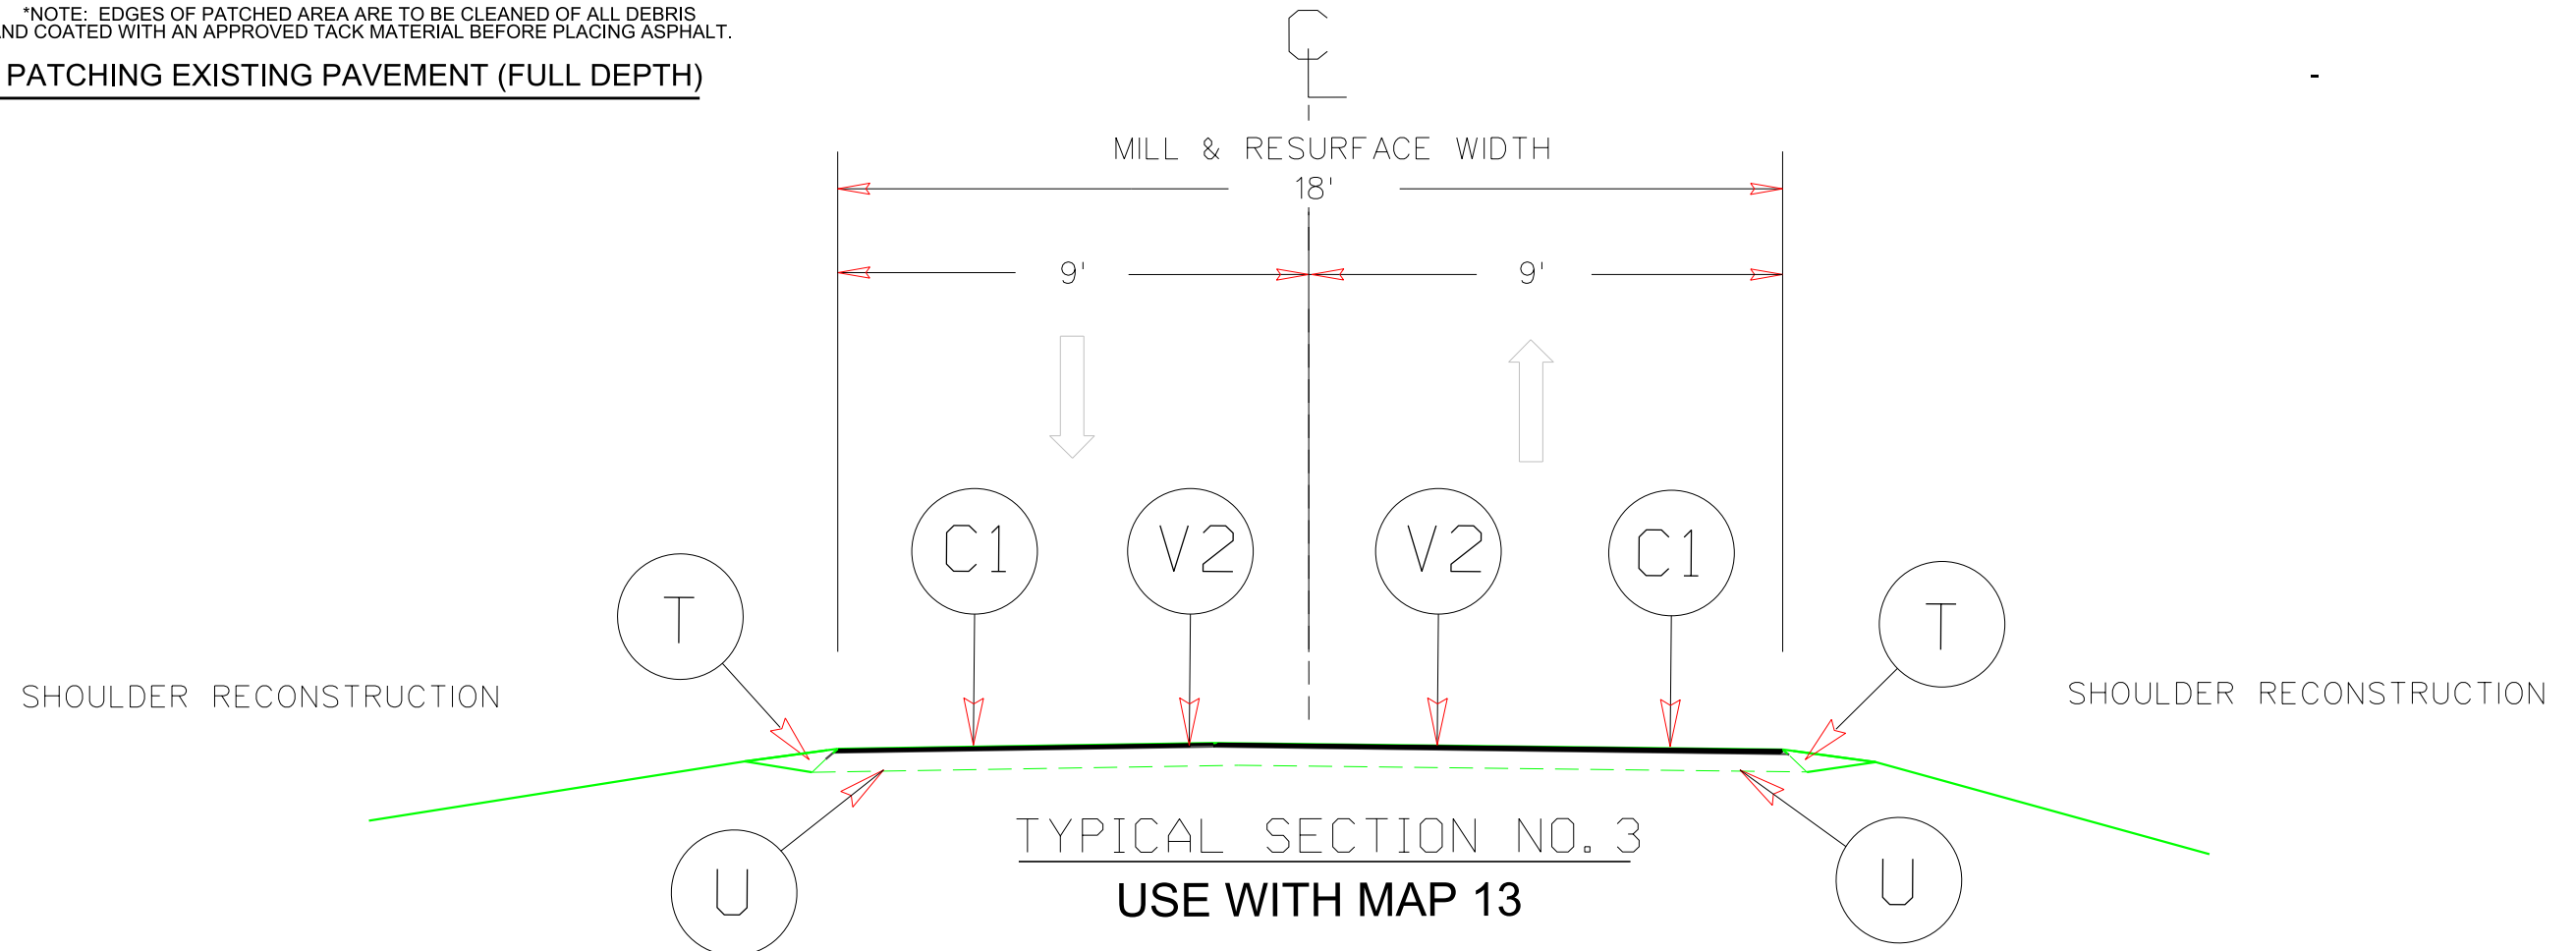 *NOTE: EDGES OF PATCHED AREA ARE TO BE CLEANED OF ALL DEBRIS
COATED WITH AN APPROVED TACK MATERIAL BEFORE PLACING ASPHALT.
PATCHING EXISTING PAVEMENT (FULL DEPTH)
CL
-
MILL & RESURFACE WIDTH
18'
9' 9'
C1 V2 V2 C1
T T
SHOULDER RECONSTRUCTION SHOULDER RECONSTRUCTION
TYPICAL SECTION NO. 3
U U
USE WITH MAP 13